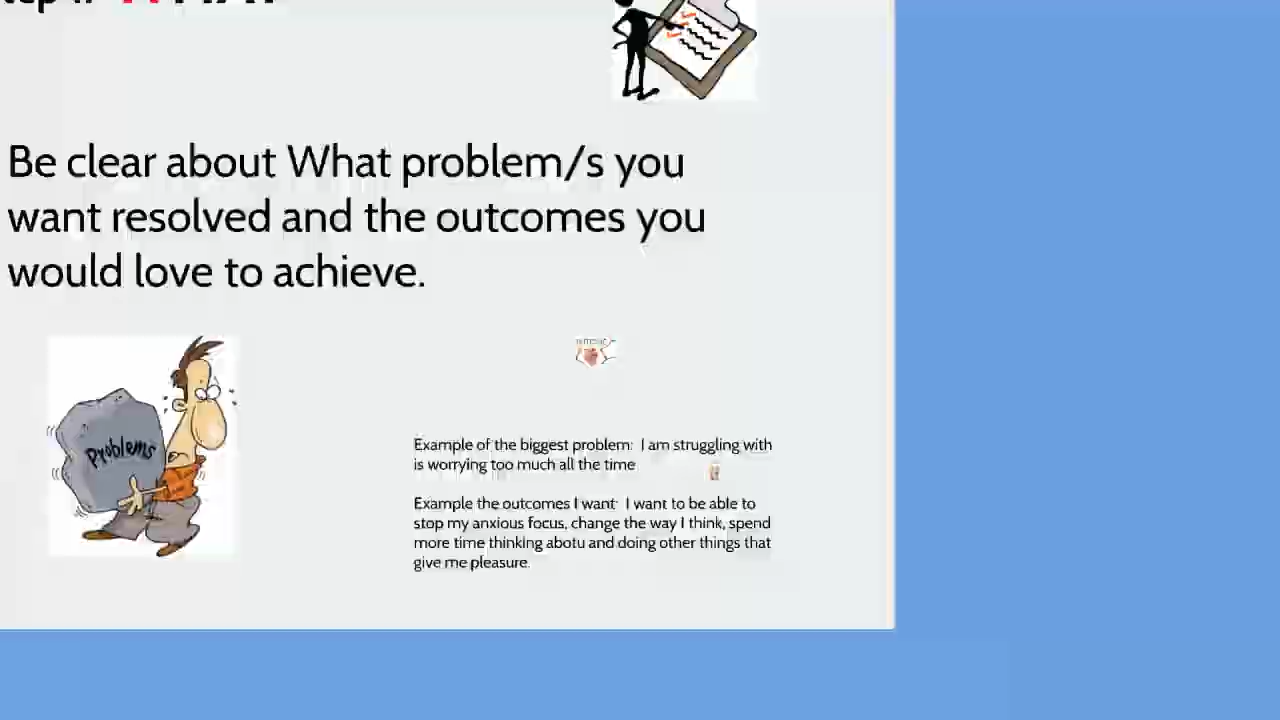 Be clear about What problem/s you
want resolved and the outcomes you
would love to achieve.
Problems
Example of the biggest problem: I am struggling with
is worrying too much all the time
Example the outcomes I want: I want to be able to
stop my anxious focus, change the way I think, spend
more time thinking abotu and doing other things that
give me pleasure.